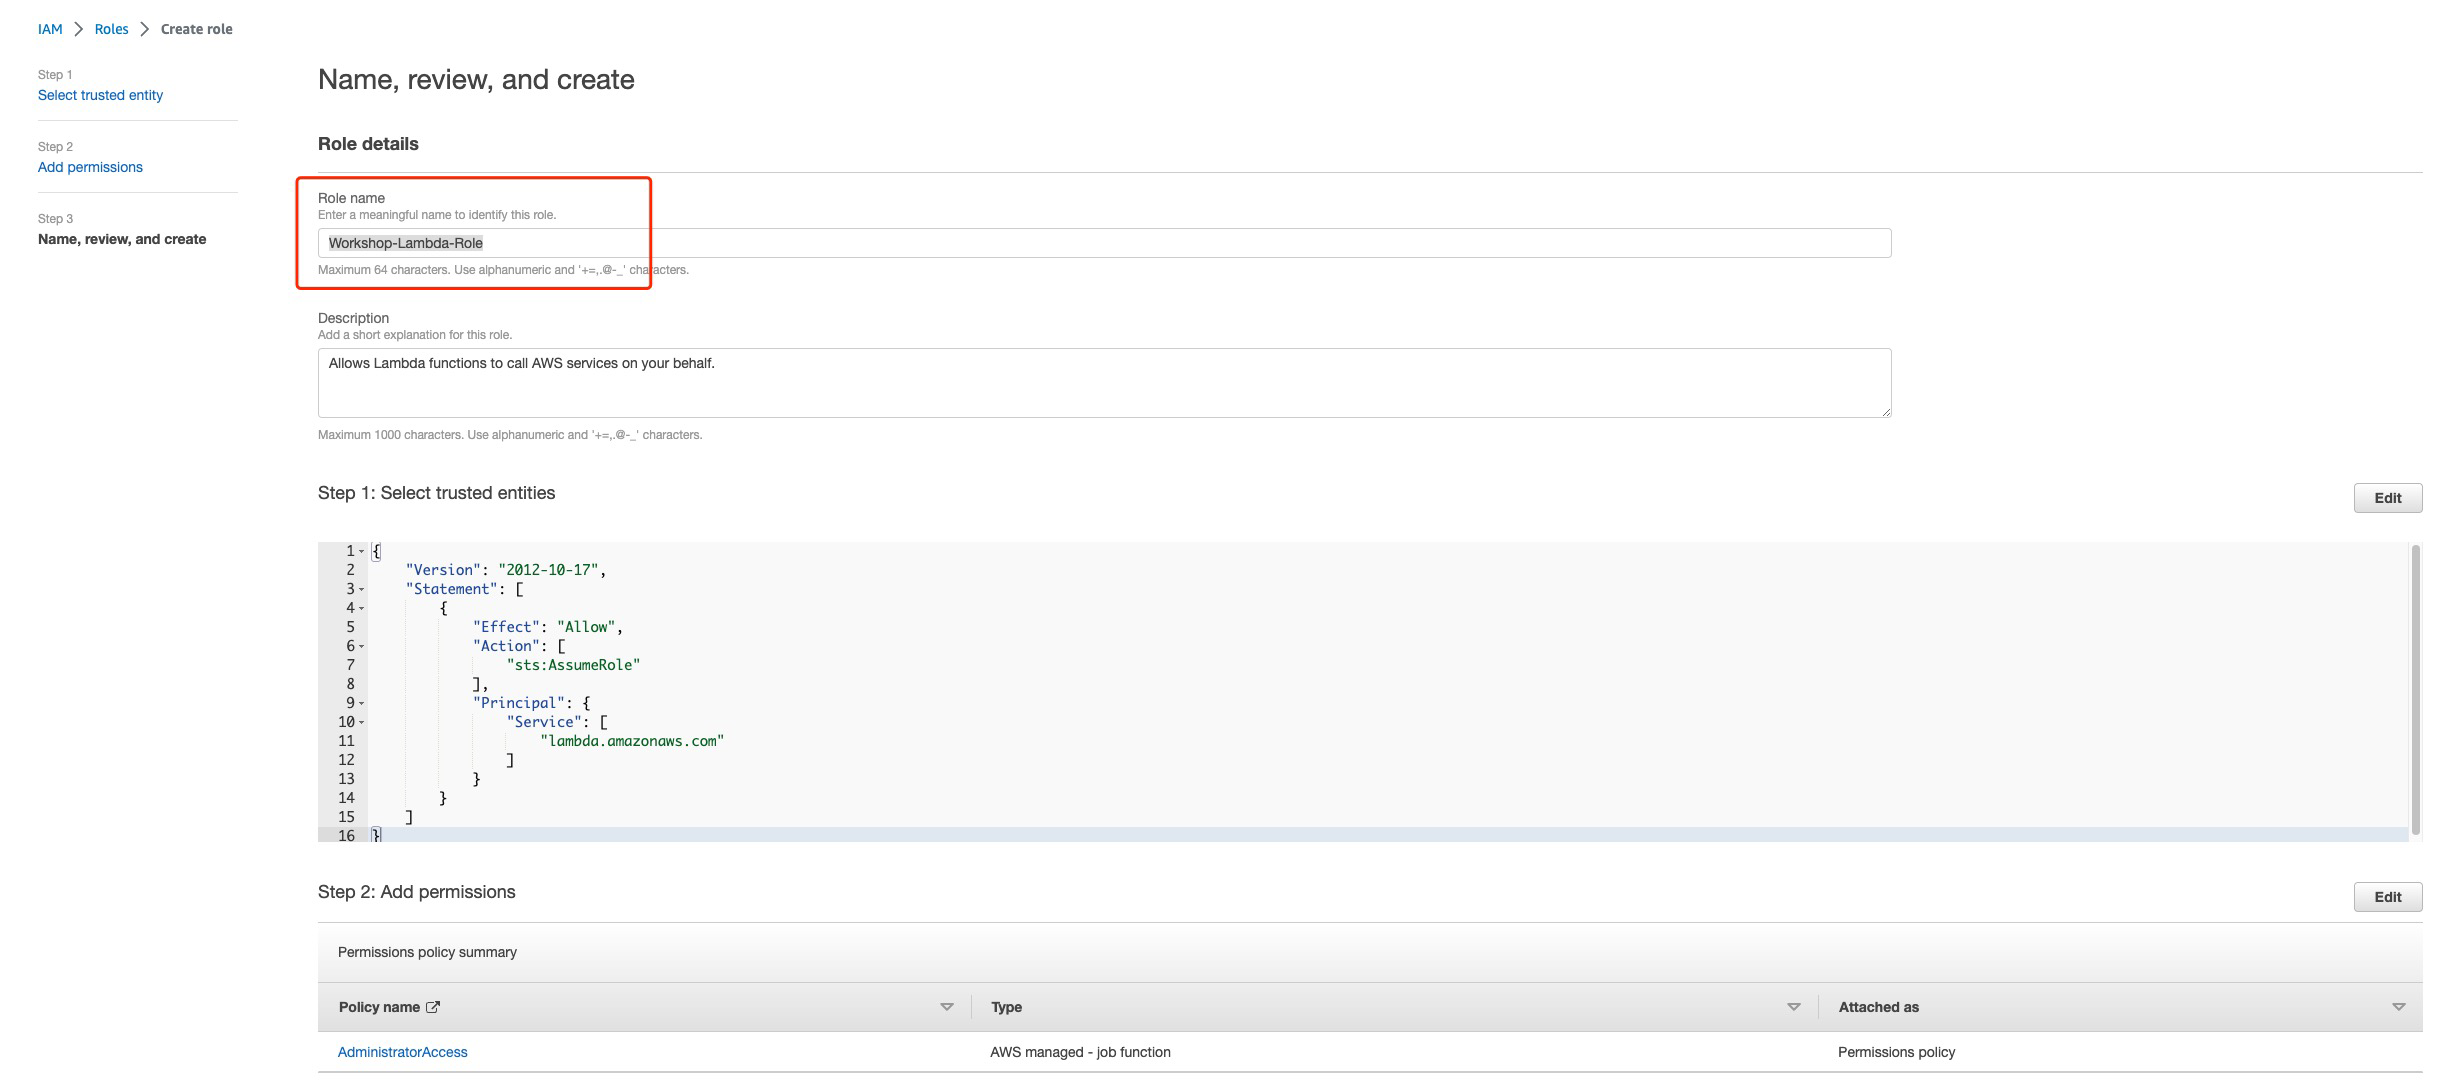 IAM > Roles > Create role
Step 1
Select trusted entity
Step 2
Add permissions
Step 3
Name, review, and create
Name, review, and create
Role details
Role name
Enter a meaningful name to identify this role.
Workshop-Lambda-Role
Maximum 64 characters. Use alphanumeric and '+=,.@-_' characters.
Description
Add a short explanation for this role.
Allows Lambda functions to call AWS services on your behalf.
Maximum 1000 characters. Use alphanumeric and '+=,.@-_' characters.
Step 1: Select trusted entities
Edit
1 {
2     "Version": "2012-10-17",
3     "Statement": [
4         {
5             "Effect": "Allow",
6             "Action": [
7                 "sts:AssumeRole"
8             ],
9             "Principal": {
10                 "Service": [
11                     "lambda.amazonaws.com"
12                 ]
13             }
14         }
15     ]
16 }
Step 2: Add permissions
Edit
Permissions policy summary
Policy name Type Attached as
AdministratorAccess AWS managed - job function Permissions policy